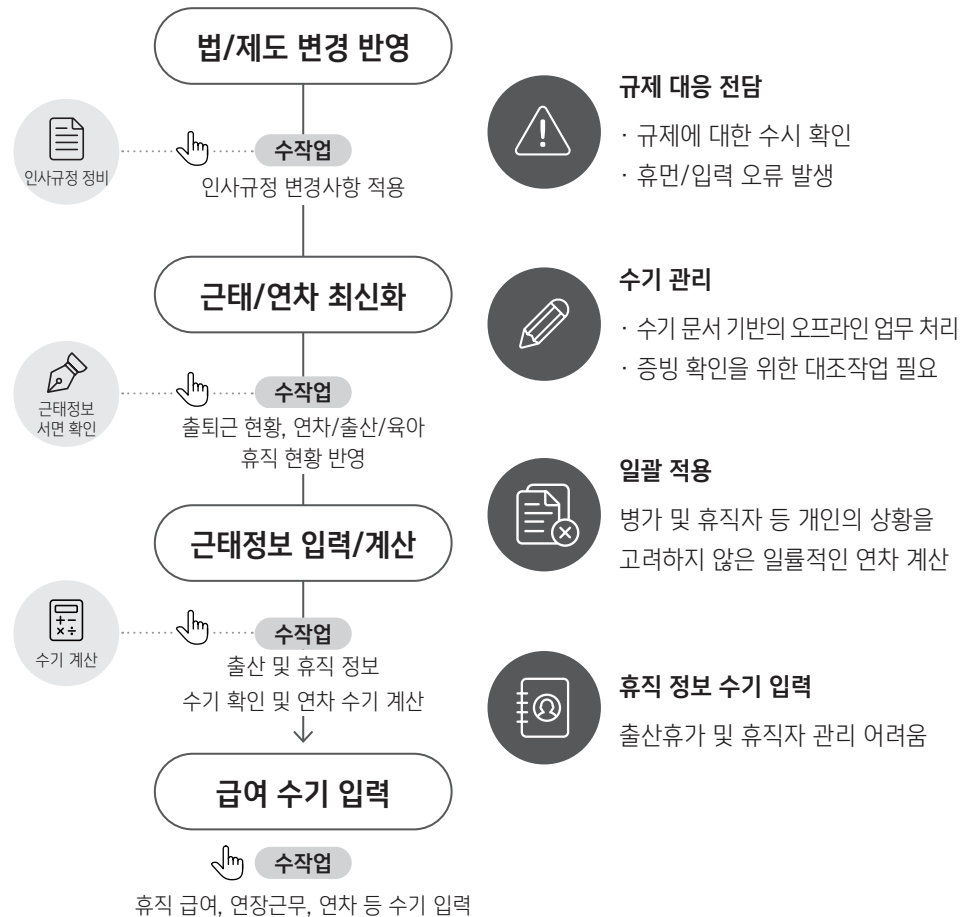 법/제도 변경 반영
인사규정 정비
수작업
인사규정 변경사항 적용
근태/연차 최신화
근태정보
서면 확인
수작업
출퇴근 현황, 연차/출산/육아
휴직 현황 반영
근태정보 입력/계산
수기 계산
수작업
출산 및 휴직 정보
수기 확인 및 연차 수기 계산
급여 수기 입력
수작업
휴직 급여, 연장근무, 연차 등 수기 입력
규제 대응 전담
· 규제에 대한 수시 확인
· 휴먼/입력 오류 발생
수기 관리
· 수기 문서 기반의 오프라인 업무 처리
· 증빙 확인을 위한 대조작업 필요
일괄 적용
병가 및 휴직자 등 개인의 상황을
고려하지 않은 일률적인 연차 계산
휴직 정보 수기 입력
출산휴가 및 휴직자 관리 어려움